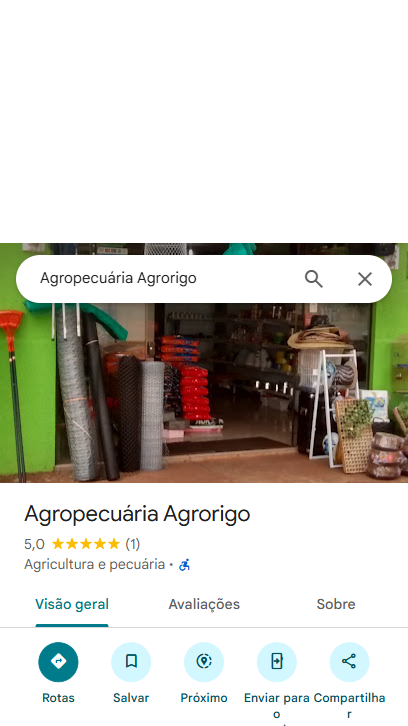 Agropecuária Agrorigo
Agropecuária Agrorigo
5,0 (1)
Agricultura e pecuária ·
Visão geral Avaliações Sobre
Rotas Salvar Próximo Enviar para o Compartilhar